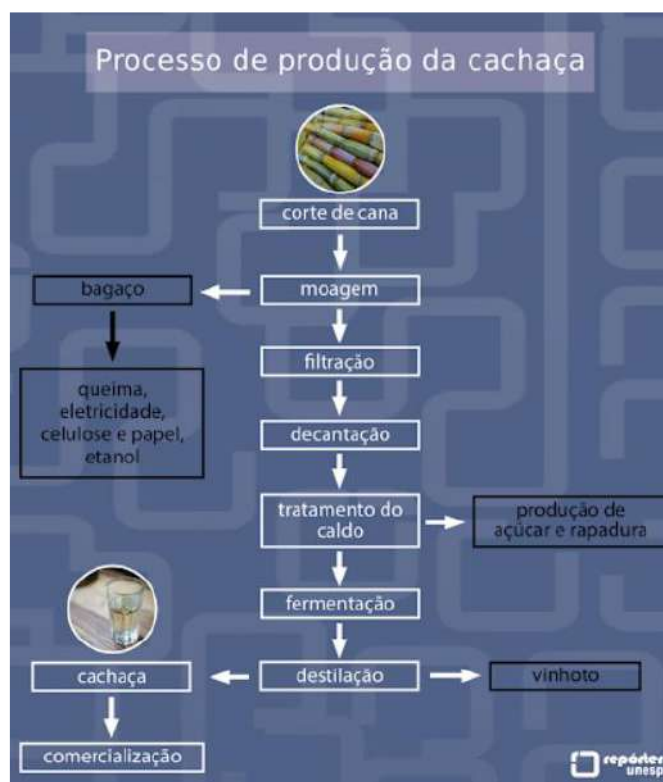 Processo de produção da cachaça
corte de cana
bagaço
moagem
queima,
eletricidade,
celulose e papel,
etanol
filtração
decantação
tratamento do
caldo
produção de
açúcar e rapadura
fermentação
cachaça
destilação
vinhoto
comercialização
repórter
unesp